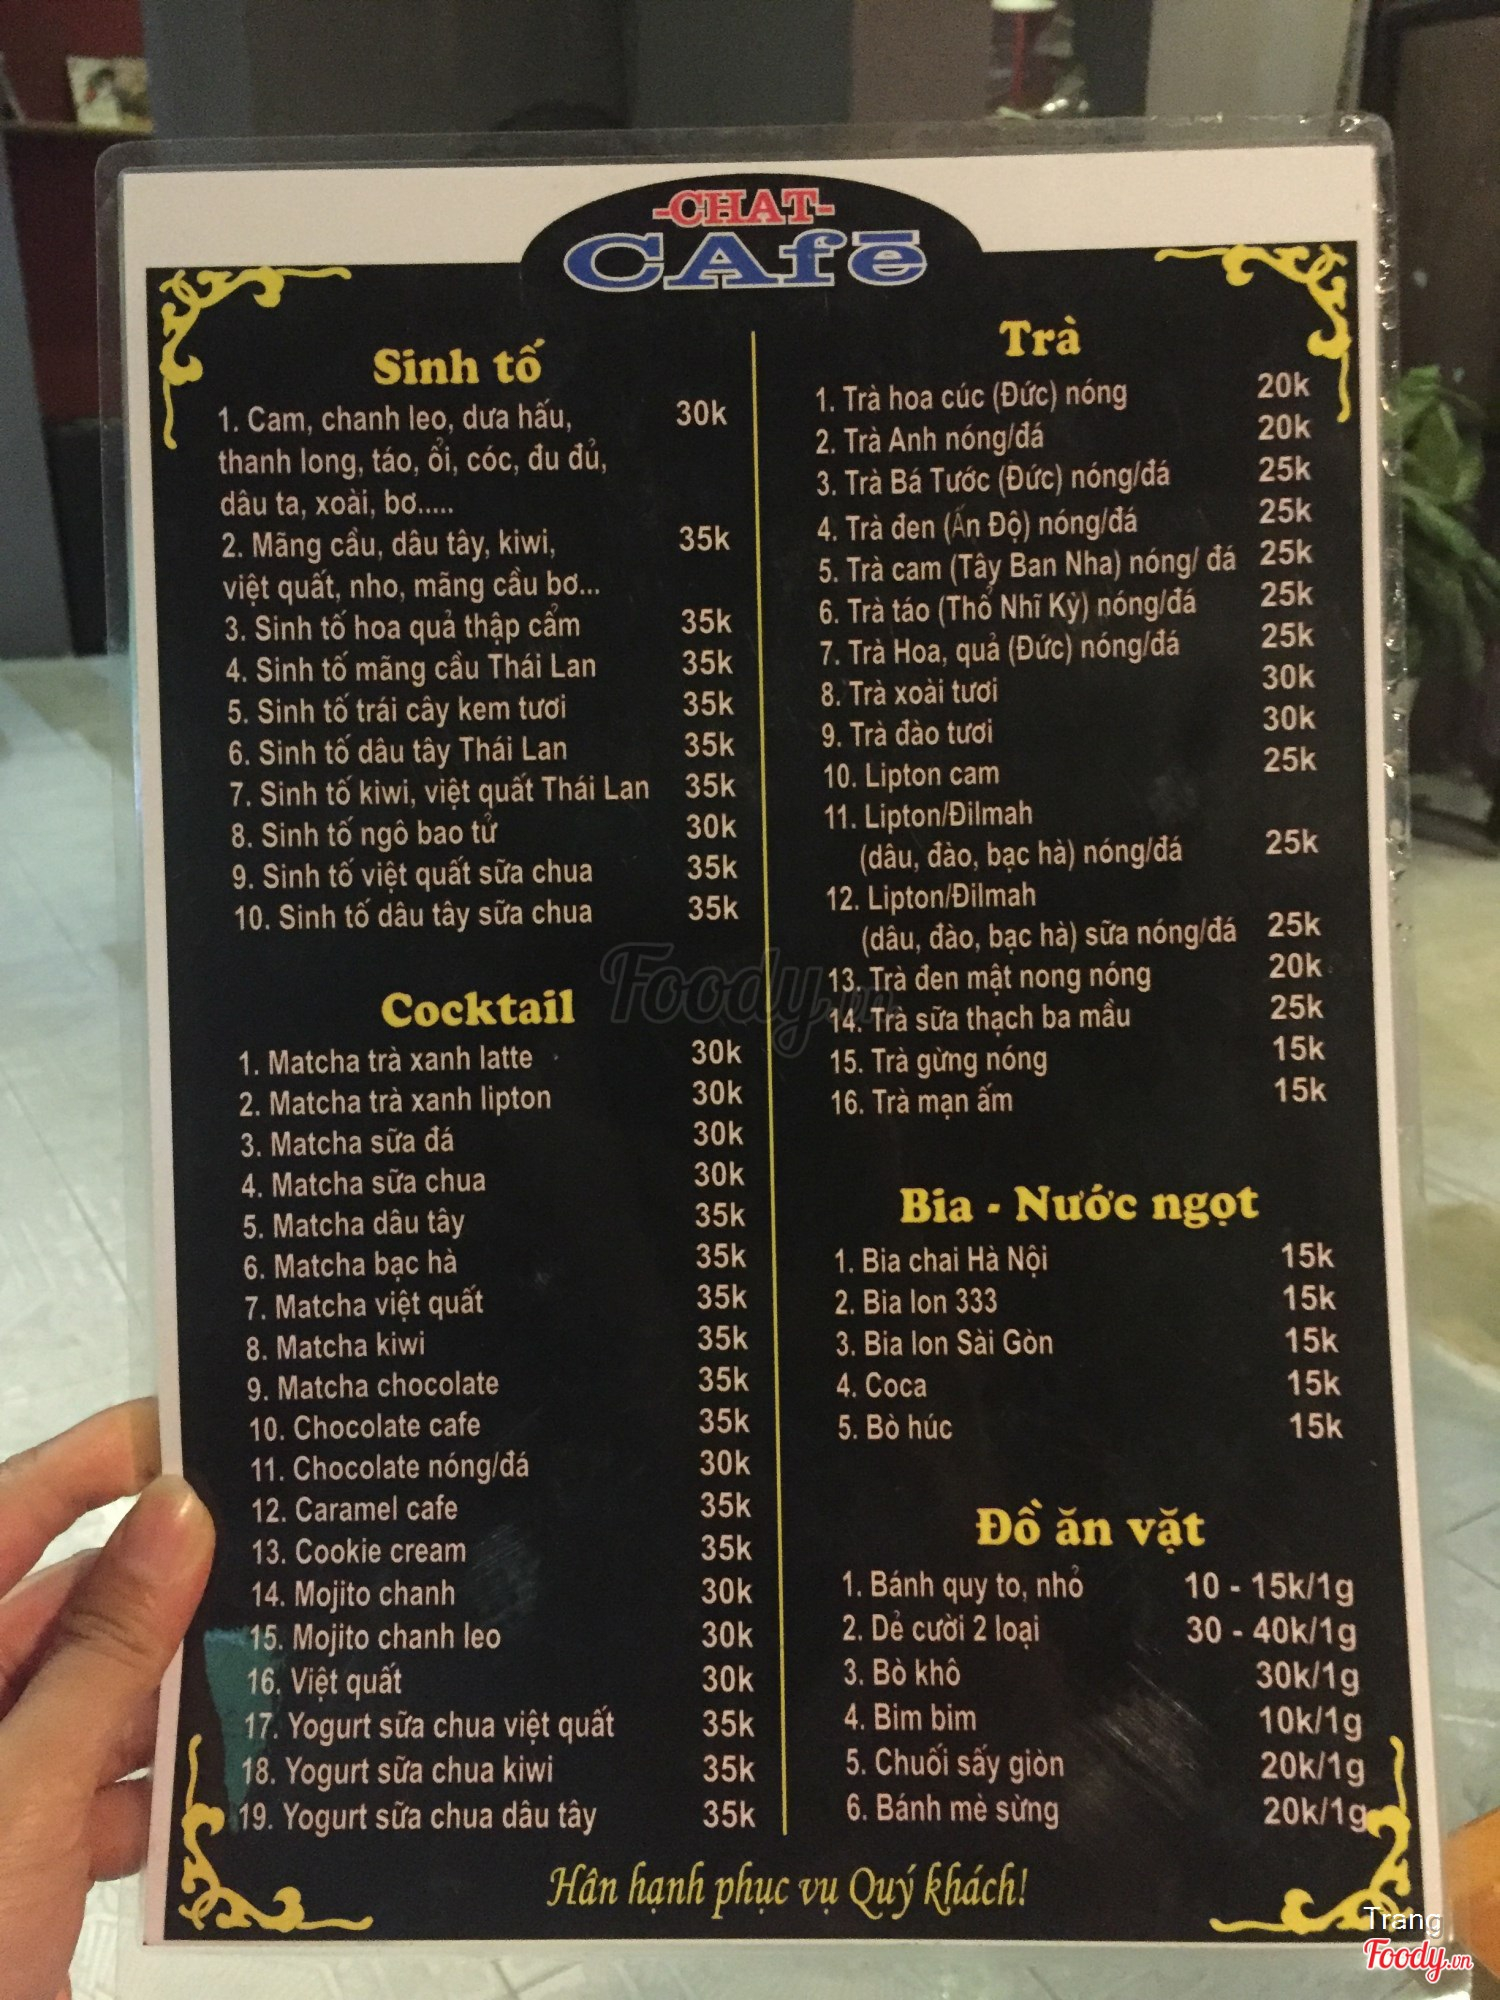 -CHAT-
CAfē
Sinh tố
1. Cam, chanh leo, dưa hấu, 30k
thanh long, táo, ổi, cóc, đu đủ,
dâu ta, xoài, bơ.....
2. Mãng cầu, dâu tây, kiwi, 35k
việt quất, nho, mãng cầu bơ...
3. Sinh tố hoa quả thập cẩm 35k
4. Sinh tố mãng cầu Thái Lan 35k
5. Sinh tố trái cây kem tươi 35k
6. Sinh tố dâu tây Thái Lan 35k
7. Sinh tố kiwi, việt quất Thái Lan 35k
8. Sinh tố ngô bao tử 30k
9. Sinh tố việt quất sữa chua 35k
10. Sinh tố dâu tây sữa chua 35k
Cocktail
1. Matcha trà xanh latte 30k
2. Matcha trà xanh lipton 30k
3. Matcha sữa đá 30k
4. Matcha sữa chua 30k
5. Matcha dâu tây 35k
6. Matcha bạc hà 35k
7. Matcha việt quất 35k
8. Matcha kiwi 35k
9. Matcha chocolate 35k
10. Chocolate cafe 35k
11. Chocolate nóng/đá 30k
12. Caramel cafe 35k
13. Cookie cream 35k
14. Mojito chanh 30k
15. Mojito chanh leo 30k
16. Việt quất 30k
17. Yogurt sữa chua việt quất 35k
18. Yogurt sữa chua kiwi 35k
19. Yogurt sữa chua dâu tây 35k
Trà
1. Trà hoa cúc (Đức) nóng 20k
2. Trà Anh nóng/đá 20k
3. Trà Bá Tước (Đức) nóng/đá 25k
4. Trà đen (Ấn Độ) nóng/đá 25k
5. Trà cam (Tây Ban Nha) nóng/ đá 25k
6. Trà táo (Thổ Nhĩ Kỳ) nóng/đá 25k
7. Trà Hoa, quả (Đức) nóng/đá 25k
8. Trà xoài tươi 30k
9. Trà đào tươi 30k
10. Lipton cam 25k
11. Lipton/Đilmah
(dâu, đào, bạc hà) nóng/đá 25k
12. Lipton/Đilmah
(dâu, đào, bạc hà) sữa nóng/đá 25k
13. Trà đen mật nong nóng 20k
14. Trà sữa thạch ba mầu 25k
15. Trà gừng nóng 15k
16. Trà mạn ấm 15k
Bia - Nước ngọt
1. Bia chai Hà Nội 15k
2. Bia lon 333 15k
3. Bia lon Sài Gòn 15k
4. Coca 15k
5. Bò húc 15k
Đồ ăn vặt
1. Bánh quy to, nhỏ 10 - 15k/1g
2. Dẻ cười 2 loại 30 - 40k/1g
3. Bò khô 30k/1g
4. Bim bim 10k/1g
5. Chuối sấy giòn 20k/1g
6. Bánh mè sừng 20k/1g
Hân hạnh phục vụ Quý khách!
Foody.vn
Trang
Foody.vn